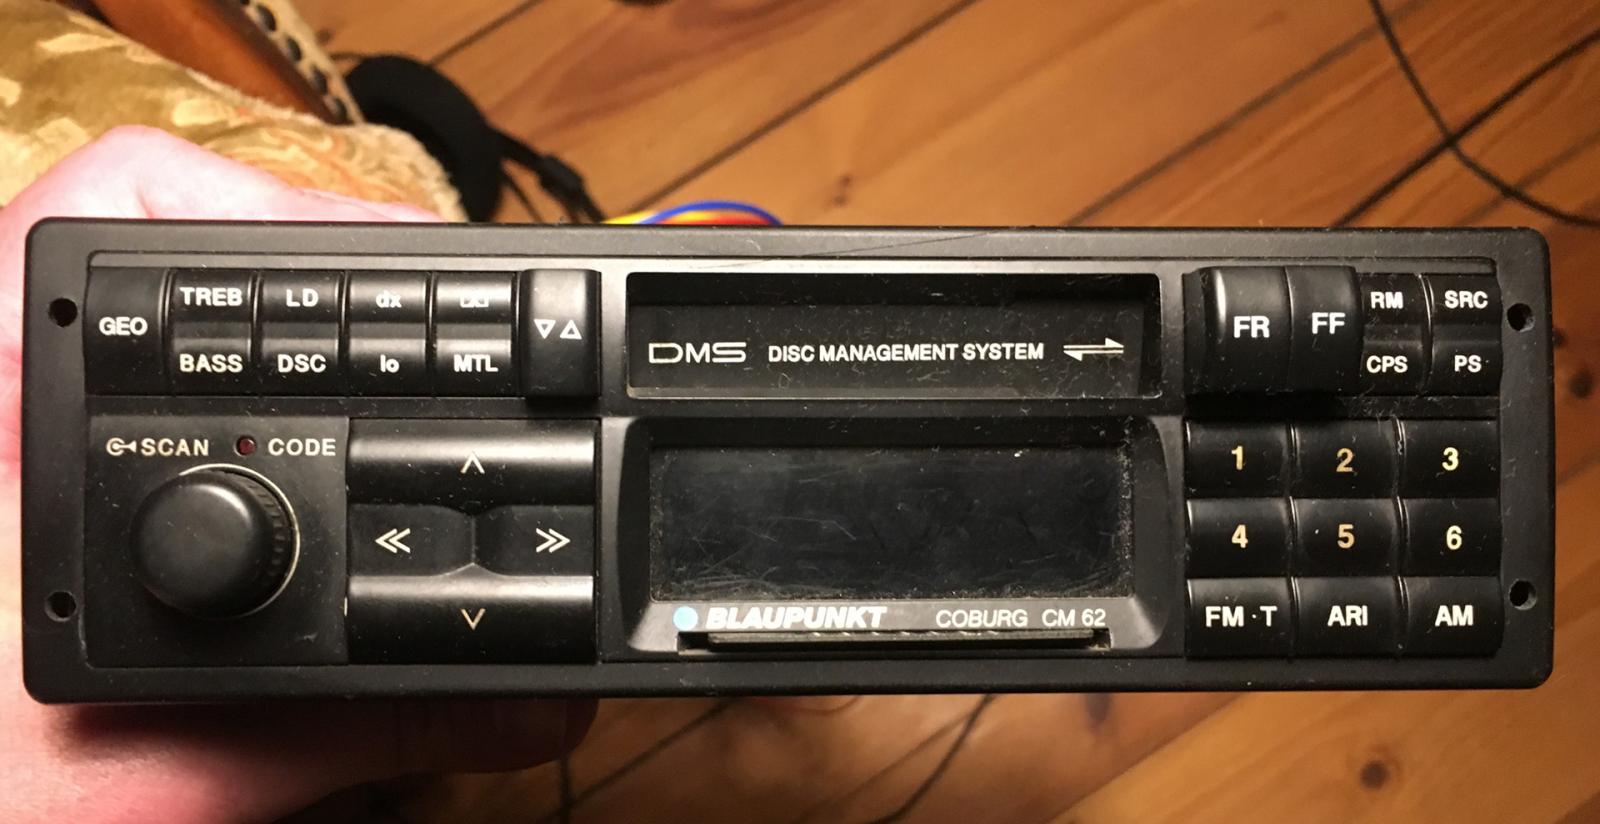 GEO
TREB LD dx
BASS DSC lo MTL
▽△
DMS DISC MANAGEMENT SYSTEM
FR FF
RM SRC
CPS PS
SCAN CODE
∧
≪ ≫
∨
BLAUPUNKT COBURG CM 62
1 2 3
4 5 6
FM·T ARI AM